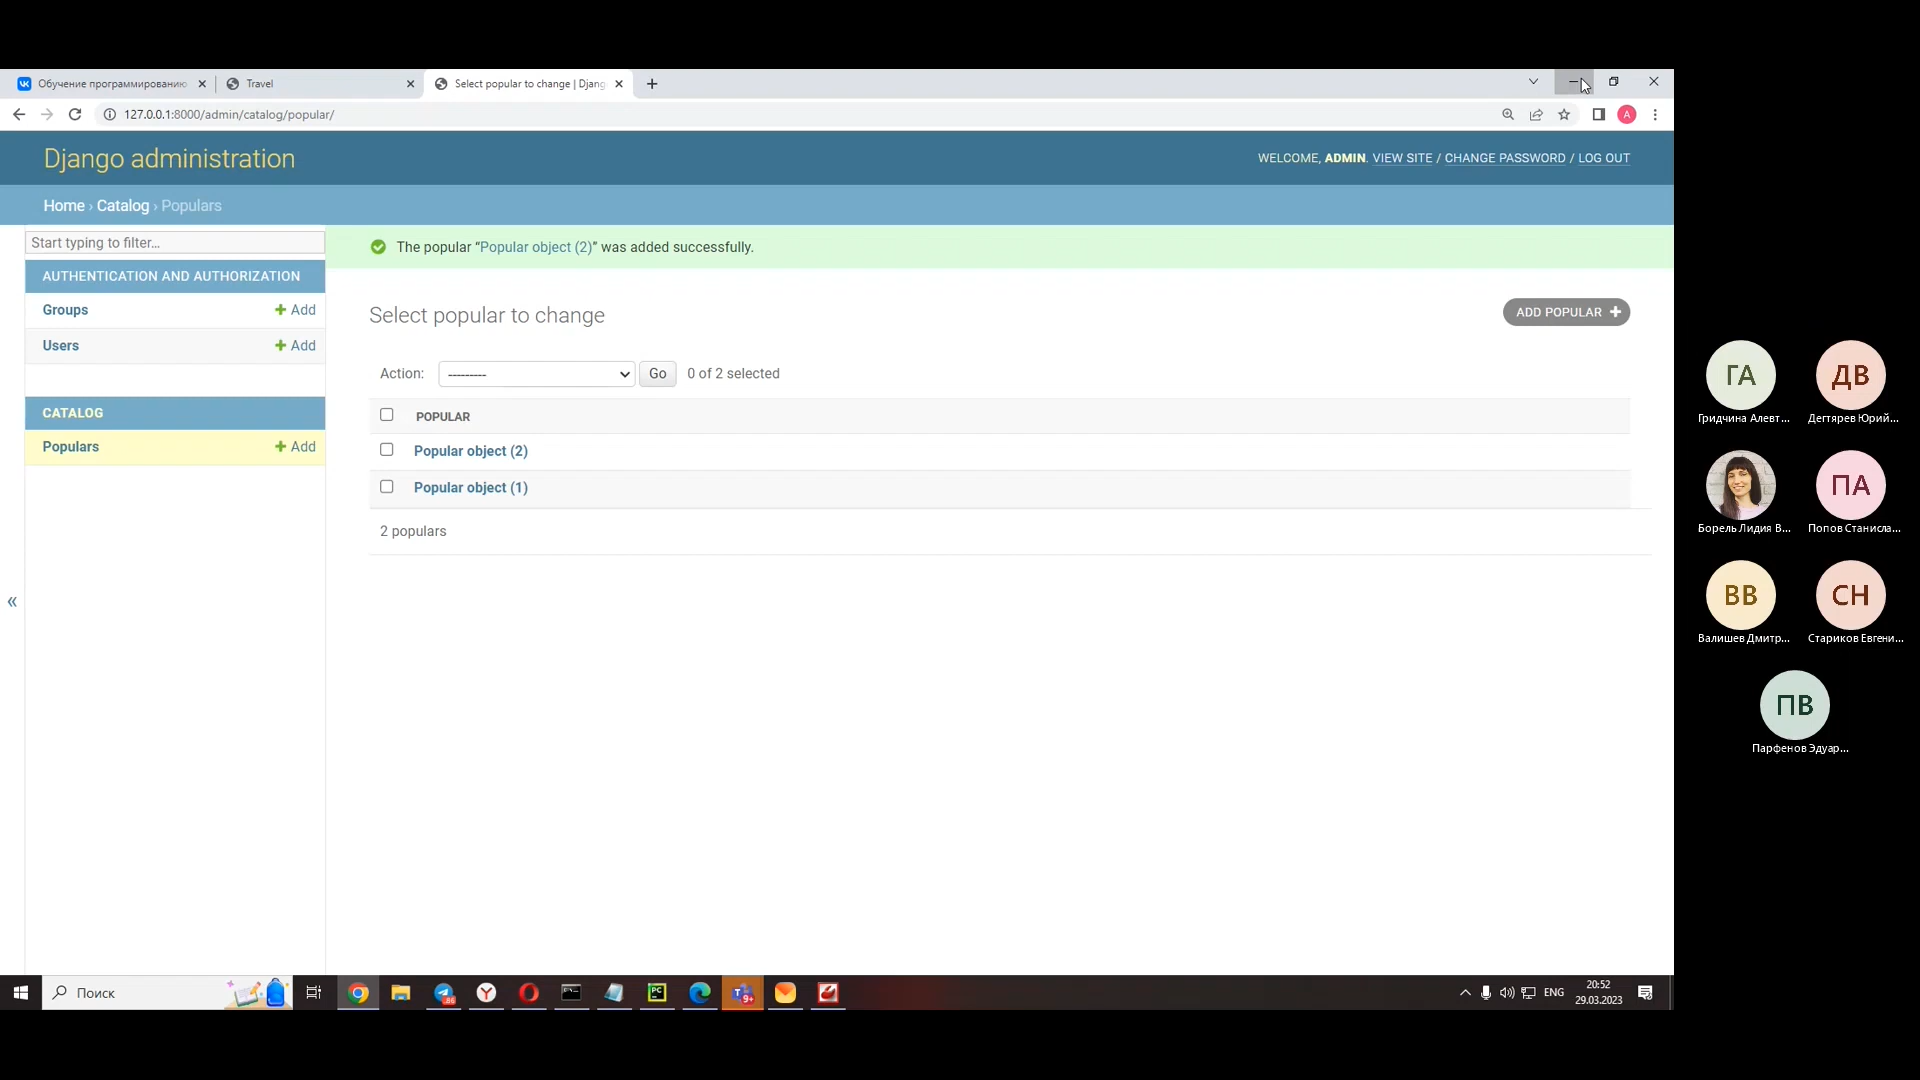 Обучение программированию
Travel
Select popular to change | Djang
127.0.0.1:8000/admin/catalog/popular/
A
Django administration
WELCOME, ADMIN. VIEW SITE / CHANGE PASSWORD / LOG OUT
Home › Catalog › Populars
Start typing to filter...
The popular “Popular object (2)” was added successfully.
AUTHENTICATION AND AUTHORIZATION
Groups
Add
Users
Add
CATALOG
Populars
Add
Select popular to change
ADD POPULAR
Action:
---------
Go
0 of 2 selected
POPULAR
Popular object (2)
Popular object (1)
2 populars
«
ГА
Гридчина Алевт...
ДВ
Дегтярев Юрий...
Борель Лидия В...
ПА
Попов Станисла...
ВВ
Валишев Дмитр...
СН
Стариков Евгени...
ПВ
Парфенов Эдуар...
Поиск
86
PC
9+
ENG
20:52
29.03.2023